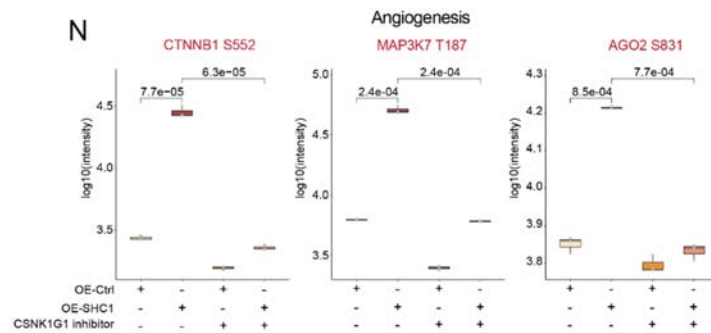 N
Angiogenesis
CTNNB1 S552
MAP3K7 T187
AGO2 S831
log10(intensity)
4.5
4.0
3.5
7.7e−05
6.3e−05
log10(intensity)
5.0
4.5
4.0
3.5
2.4e-04
2.4e-04
log10(intensity)
4.3
4.2
4.1
4.0
3.9
3.8
8.5e-04
7.7e-04
OE-Ctrl + - + - + - + - + - + -
OE-SHC1 - + - + - + - + - + - +
CSNK1G1 inhibitor - - + + - - + + - - + +